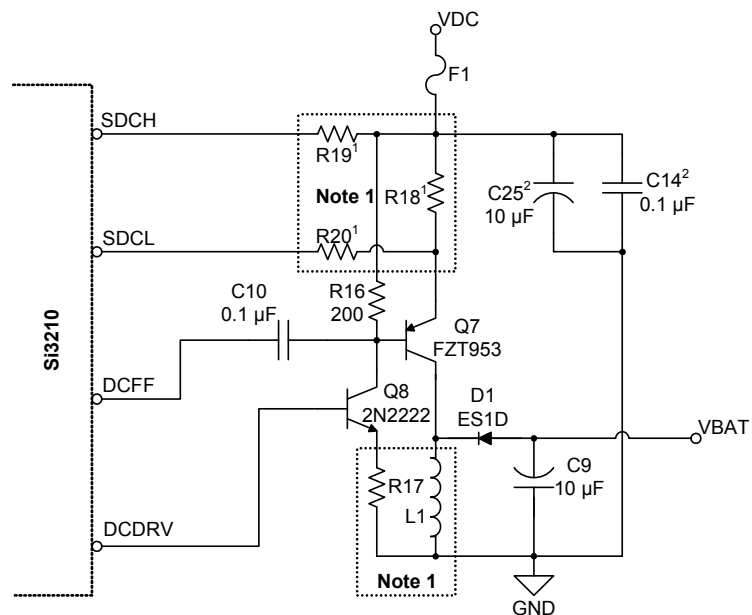 VDC
F1
SDCH
R19¹
Note 1
R18¹
C25²
10 µF
C14²
0.1 µF
SDCL
R20¹
Si3210
C10
0.1 µF
R16
200
Q7
FZT953
DCFF
Q8
2N2222
D1
ES1D
VBAT
R17
L1
C9
10 µF
DCDRV
Note 1
GND